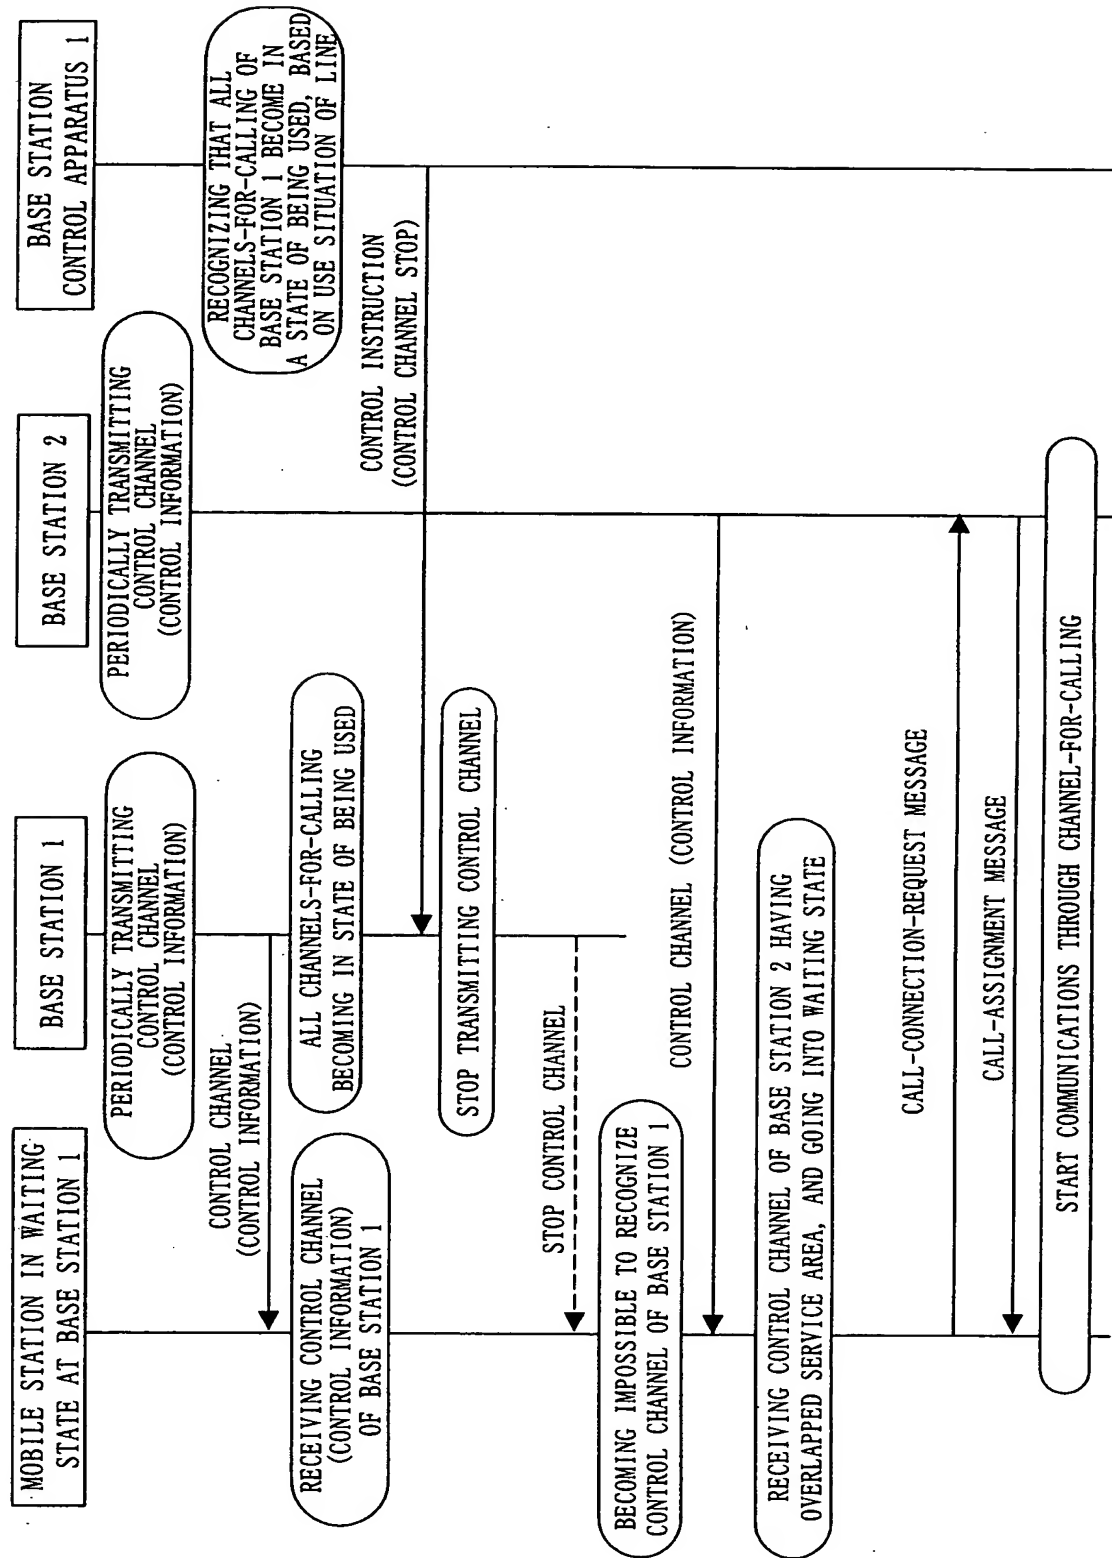 MOBILE STATION IN WAITING
STATE AT BASE STATION 1
BASE STATION 1
BASE STATION 2
BASE STATION
CONTROL APPARATUS 1
PERIODICALLY TRANSMITTING
CONTROL CHANNEL
(CONTROL INFORMATION)
PERIODICALLY TRANSMITTING
CONTROL CHANNEL
(CONTROL INFORMATION)
RECOGNIZING THAT ALL
CHANNELS-FOR-CALLING OF
BASE STATION 1 BECOME IN
A STATE OF BEING USED, BASED
ON USE SITUATION OF LINE
CONTROL CHANNEL
(CONTROL INFORMATION)
RECEIVING CONTROL CHANNEL
(CONTROL INFORMATION)
OF BASE STATION 1
ALL CHANNELS-FOR-CALLING
BECOMING IN STATE OF BEING USED
CONTROL INSTRUCTION
(CONTROL CHANNEL STOP)
STOP TRANSMITTING CONTROL CHANNEL
STOP CONTROL CHANNEL
BECOMING IMPOSSIBLE TO RECOGNIZE
CONTROL CHANNEL OF BASE STATION 1
CONTROL CHANNEL (CONTROL INFORMATION)
RECEIVING CONTROL CHANNEL OF BASE STATION 2 HAVING
OVERLAPPED SERVICE AREA, AND GOING INTO WAITING STATE
CALL-CONNECTION-REQUEST MESSAGE
CALL-ASSIGNMENT MESSAGE
START COMMUNICATIONS THROUGH CHANNEL-FOR-CALLING